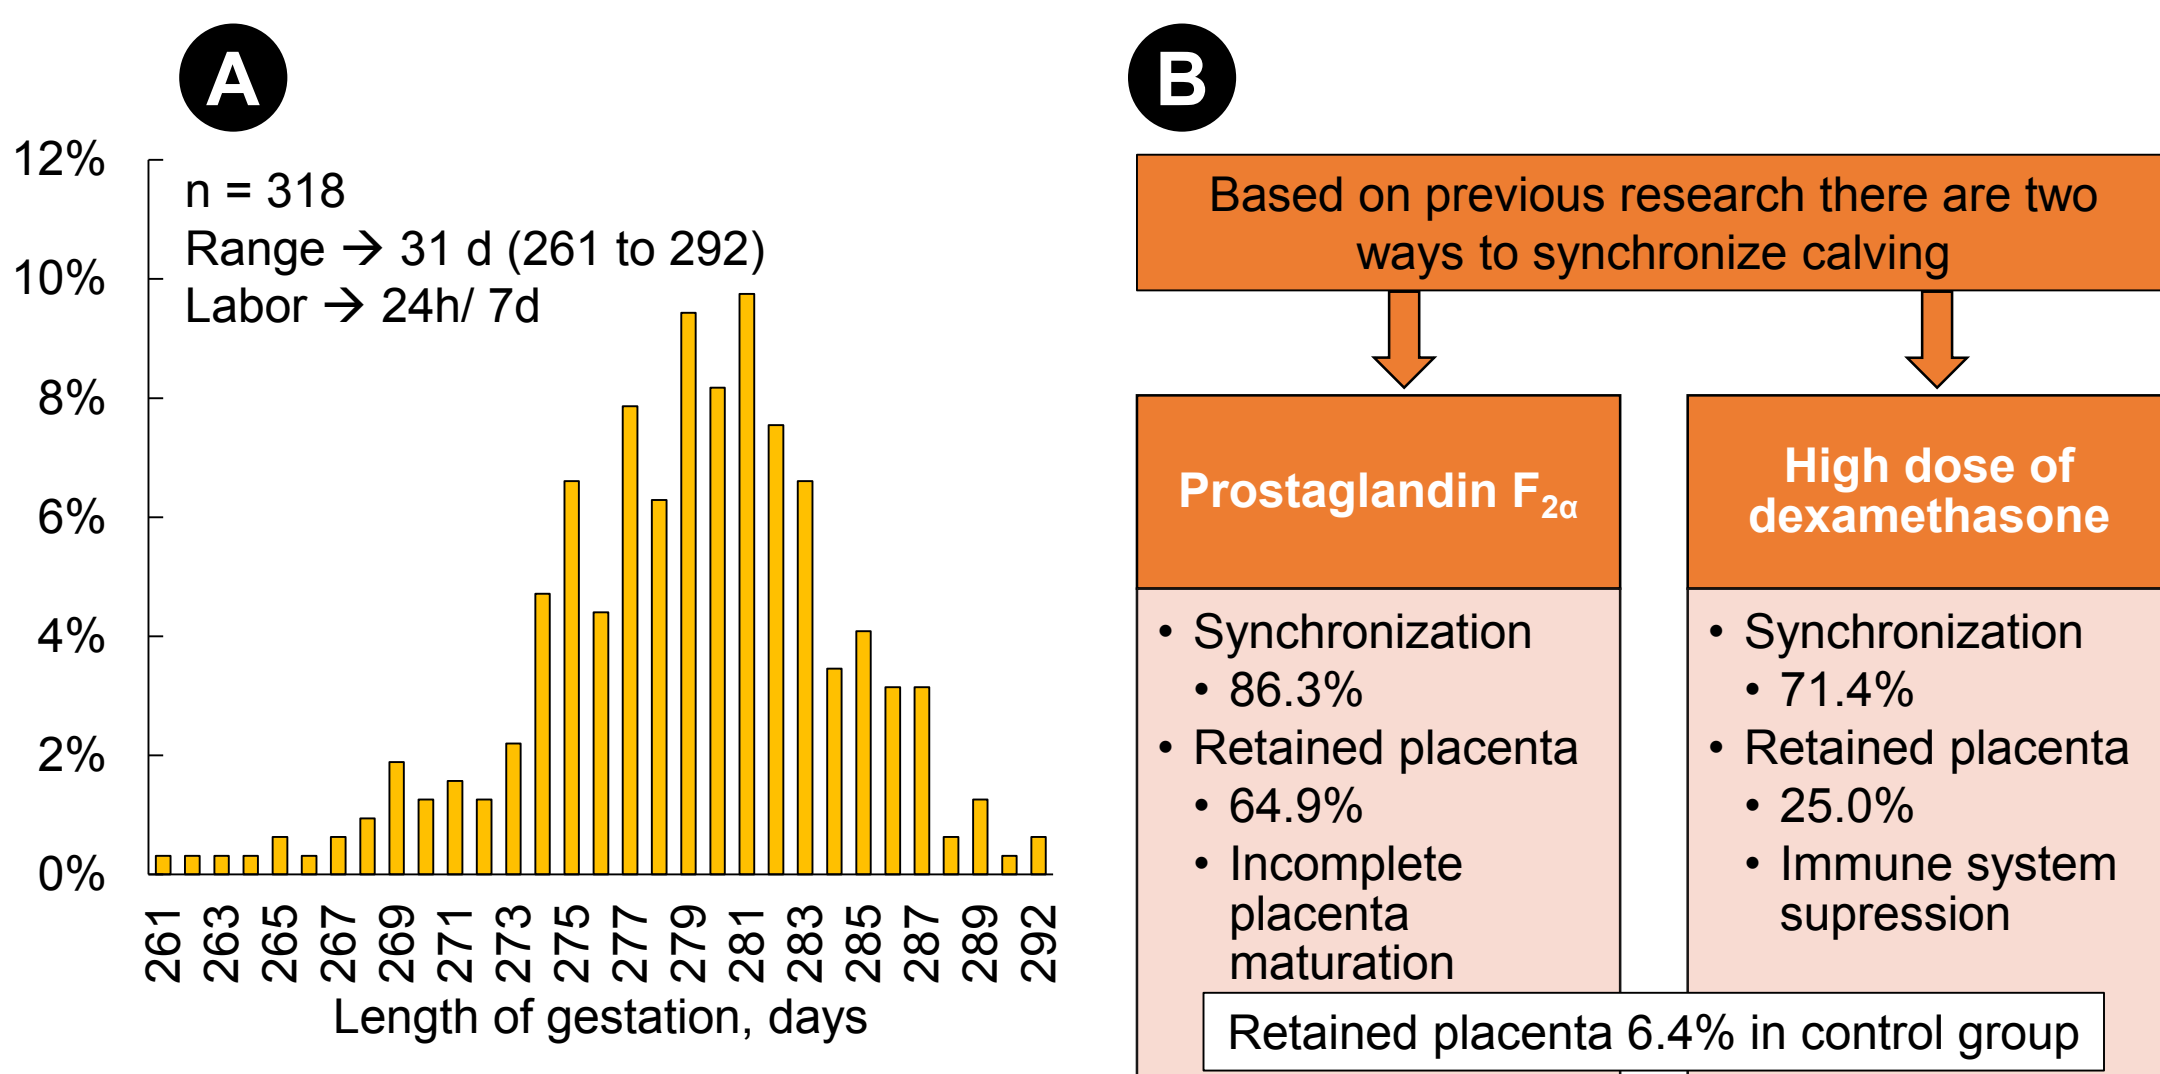 A
12%
10%
8%
6%
4%
2%
0%
n = 318
Range → 31 d (261 to 292)
Labor → 24h/ 7d
261 263 265 267 269 271 273 275 277 279 281 283 285 287 289 292
Length of gestation, days
B
Based on previous research there are two
ways to synchronize calving
Prostaglandin F2α
• Synchronization
• 86.3%
• Retained placenta
• 64.9%
• Incomplete
placenta
maturation
High dose of
dexamethasone
• Synchronization
• 71.4%
• Retained placenta
• 25.0%
• Immune system
supression
Retained placenta 6.4% in control group